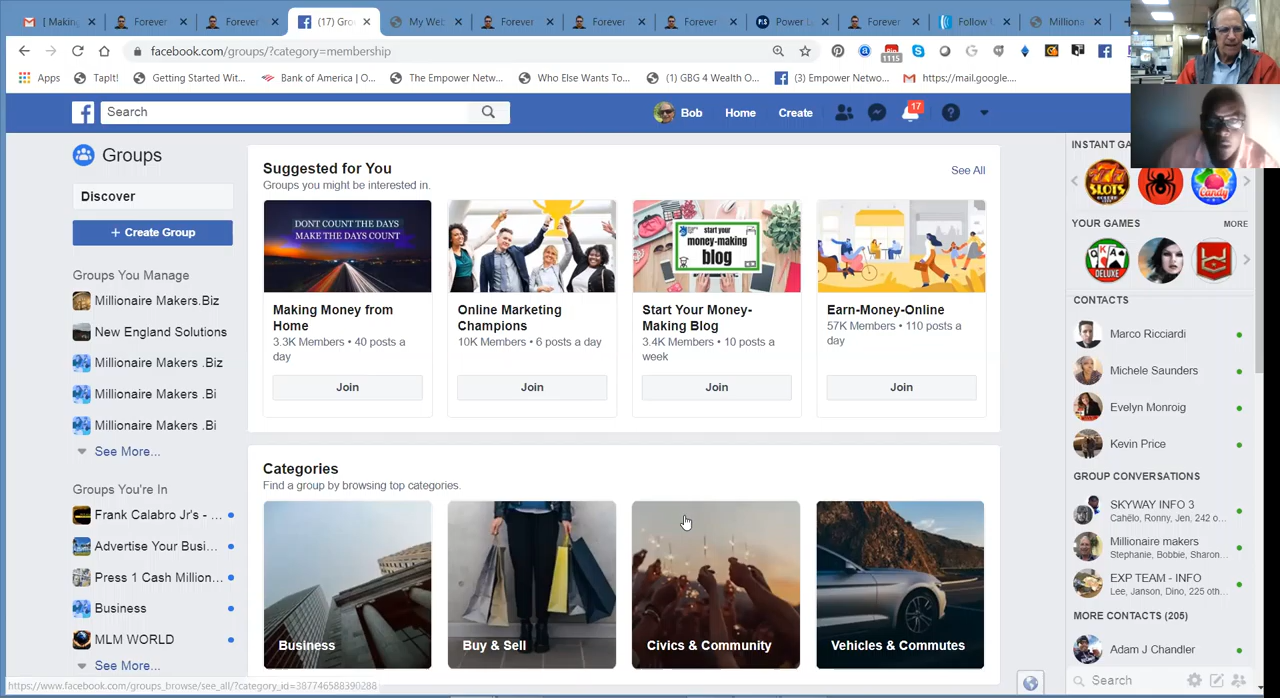 [ Making
Forever
Forever
(17) Gro
My Web
Forever
Forever
Forever
Power L
Forever
Follow
Milliona
facebook.com/groups/?category=membership
1115
Apps
TapIt!
Getting Started Wit...
Bank of America | O...
The Empower Netw...
Who Else Wants To...
(1) GBG 4 Wealth O...
(3) Empower Netwo...
https://mail.google....
Search
Bob
Home
Create
17
Groups
Discover
+ Create Group
Groups You Manage
Millionaire Makers.Biz
New England Solutions
Millionaire Makers .Biz
Millionaire Makers .Bi
Millionaire Makers .Bi
See More...
Groups You're In
Frank Calabro Jr's - ...
Advertise Your Busi...
Press 1 Cash Million...
Business
MLM WORLD
See More...
Suggested for You
See All
Groups you might be interested in.
DONT COUNT THE DAYS
MAKE THE DAYS COUNT
start your
money-making
blog
Making Money from
Home
3.3K Members • 40 posts a
day
Join
Online Marketing
Champions
10K Members • 6 posts a day
Join
Start Your Money-
Making Blog
3.4K Members • 10 posts a
week
Join
Earn-Money-Online
57K Members • 110 posts a
day
Join
Categories
Find a group by browsing top categories.
Business
Buy & Sell
Civics & Community
Vehicles & Commutes
INSTANT GA
777
SLOTS
Candy
YOUR GAMES
MORE
DELUXE
CONTACTS
Marco Ricciardi
Michele Saunders
Evelyn Monroig
Kevin Price
GROUP CONVERSATIONS
SKYWAY INFO 3
Cahélo, Ronny, Jen, 242 o...
Millionaire makers
Stephanie, Bobbie, Sharon...
EXP TEAM - INFO
Lee, Janson, Dino, 225 oth...
MORE CONTACTS (205)
Adam J Chandler
Search
https://www.facebook.com/groups_browse/see_all/?category_id=387746588390288